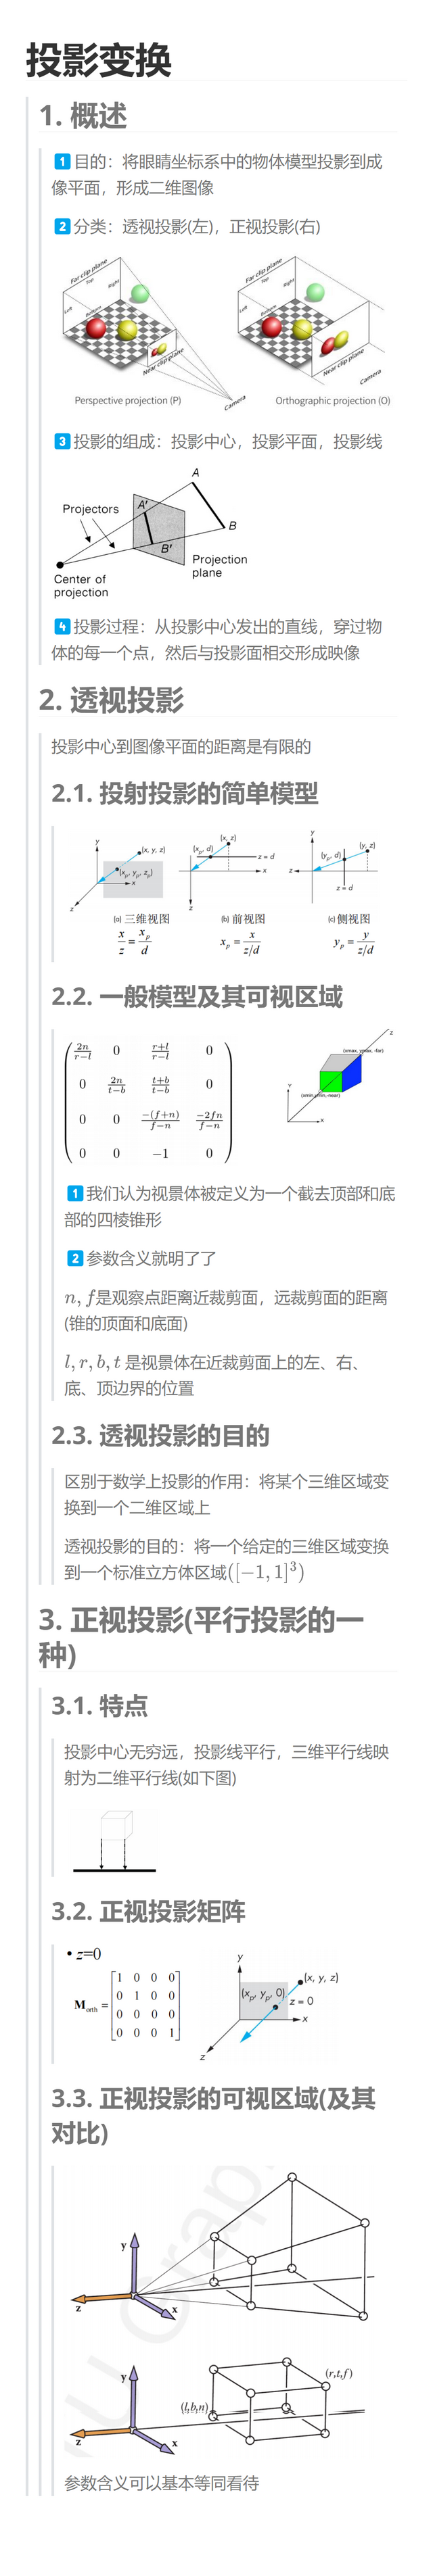 投影变换
1. 概述
1 目的：将眼睛坐标系中的物体模型投影到成
像平面，形成二维图像
2 分类：透视投影(左)，正视投影(右)
Far clip plane
Top
Right
Left
Bottom
Near clip plane
Camera
Perspective projection (P)
Far clip plane
Top
Right
Left
Bottom
Near clip plane
Camera
Orthographic projection (O)
3 投影的组成：投影中心，投影平面，投影线
A
Projectors
A′
B
B′
Projection
plane
Center of
projection
4 投影过程：从投影中心发出的直线，穿过物
体的每一个点，然后与投影面相交形成映像
2. 透视投影
投影中心到图像平面的距离是有限的
2.1. 投射投影的简单模型
y
(x, y, z)
(x_p, y_p, z_p)
x
z
(x, z)
(x_p, d)
z = d
x
z
y
(y, z)
(y_p, d)
z
z = d
(a) 三维视图 (b) 前视图 (c) 侧视图
x/z = x_p/d x_p = x/(z/d) y_p = y/(z/d)
2.2. 一般模型及其可视区域
2n/(r−l) 0 (r+l)/(r−l) 0
0 2n/(t−b) (t+b)/(t−b) 0
0 0 −(f+n)/(f−n) −2fn/(f−n)
0 0 −1 0
Z
(xmax, ymax, -far)
Y
(xmin,ymin,-near)
X
1 我们认为视景体被定义为一个截去顶部和底
部的四棱锥形
2 参数含义就明了了
n, f是观察点距离近裁剪面，远裁剪面的距离
(锥的顶面和底面)
l, r, b, t 是视景体在近裁剪面上的左、右、
底、顶边界的位置
2.3. 透视投影的目的
区别于数学上投影的作用：将某个三维区域变
换到一个二维区域上
透视投影的目的：将一个给定的三维区域变换
到一个标准立方体区域([−1, 1]³)
3. 正视投影(平行投影的一
种)
3.1. 特点
投影中心无穷远，投影线平行，三维平行线映
射为二维平行线(如下图)
3.2. 正视投影矩阵
• z=0
M_orth =
1 0 0 0
0 1 0 0
0 0 0 0
0 0 0 1
y
(x, y, z)
(x_p, y_p, 0)
z = 0
x
z
3.3. 正视投影的可视区域(及其
对比)
y
z
x
y
(r,t,f)
(l,b,n)
z
x
参数含义可以基本等同看待